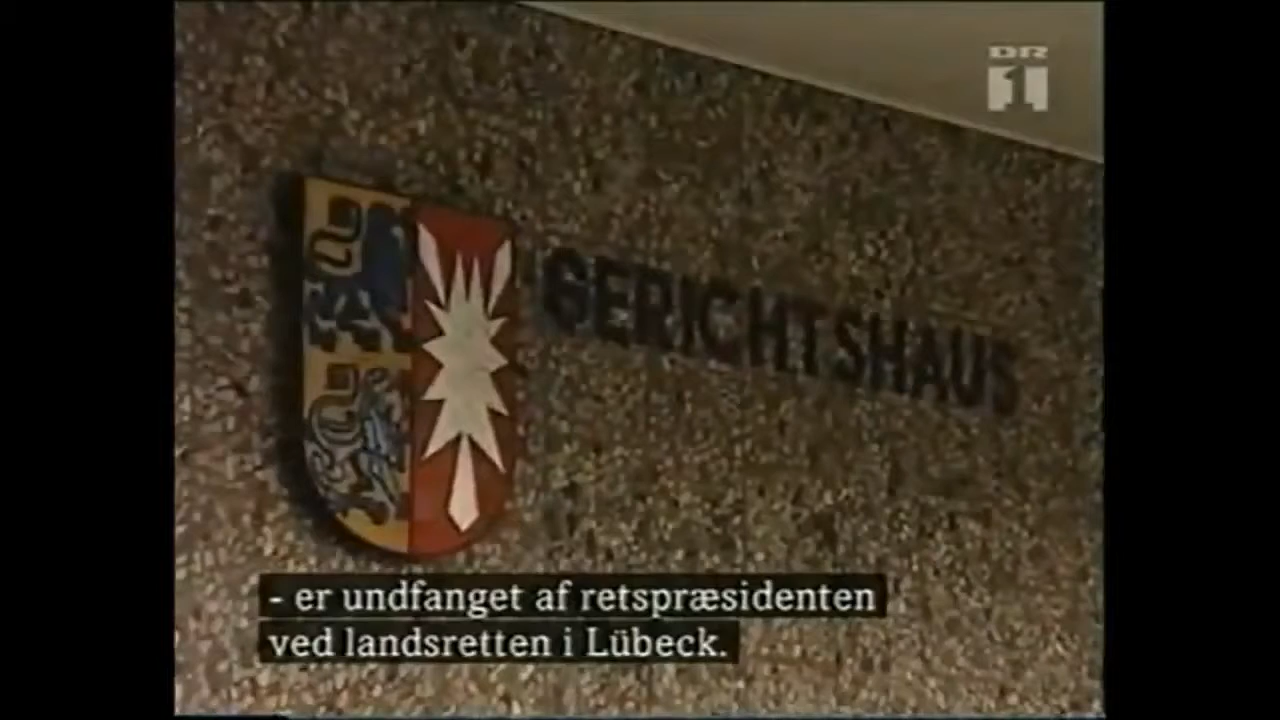 DR
1
GERICHTSHAUS
- er undfanget af retspræsidenten
ved landsretten i Lübeck.